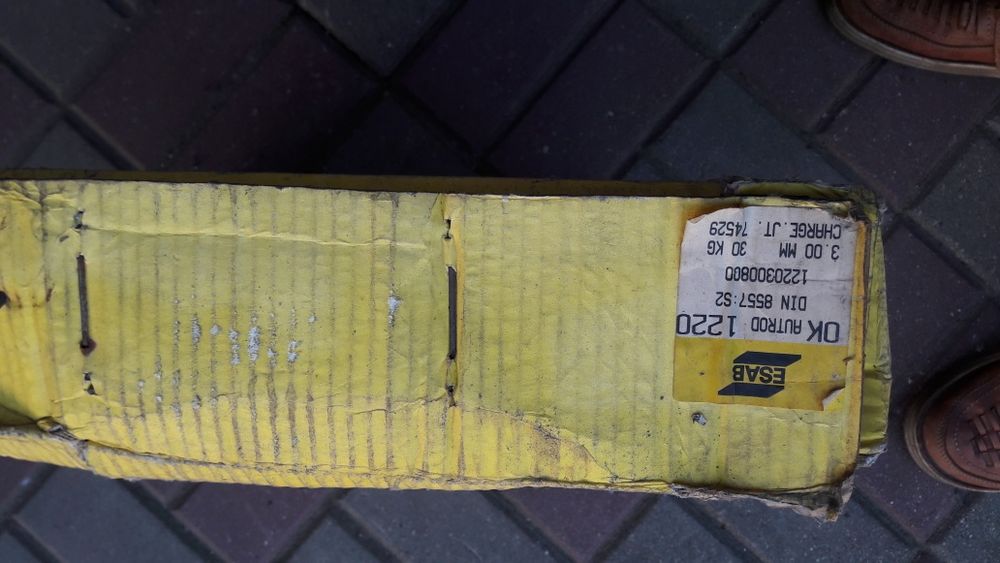 ESAB
OK AUTROD 1220
DIN 8557:S2
1220300800
3.00 MM 30 KG
CHARGE.JT. 74529